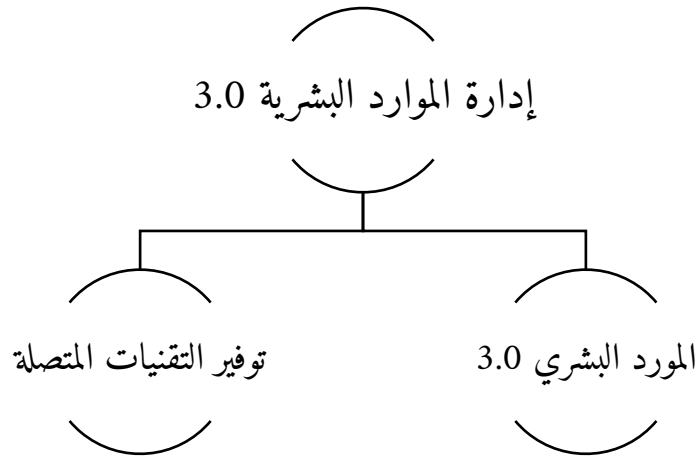 إدارة الموارد البشرية 3.0
المورد البشري 3.0
توفير التقنيات المتصلة